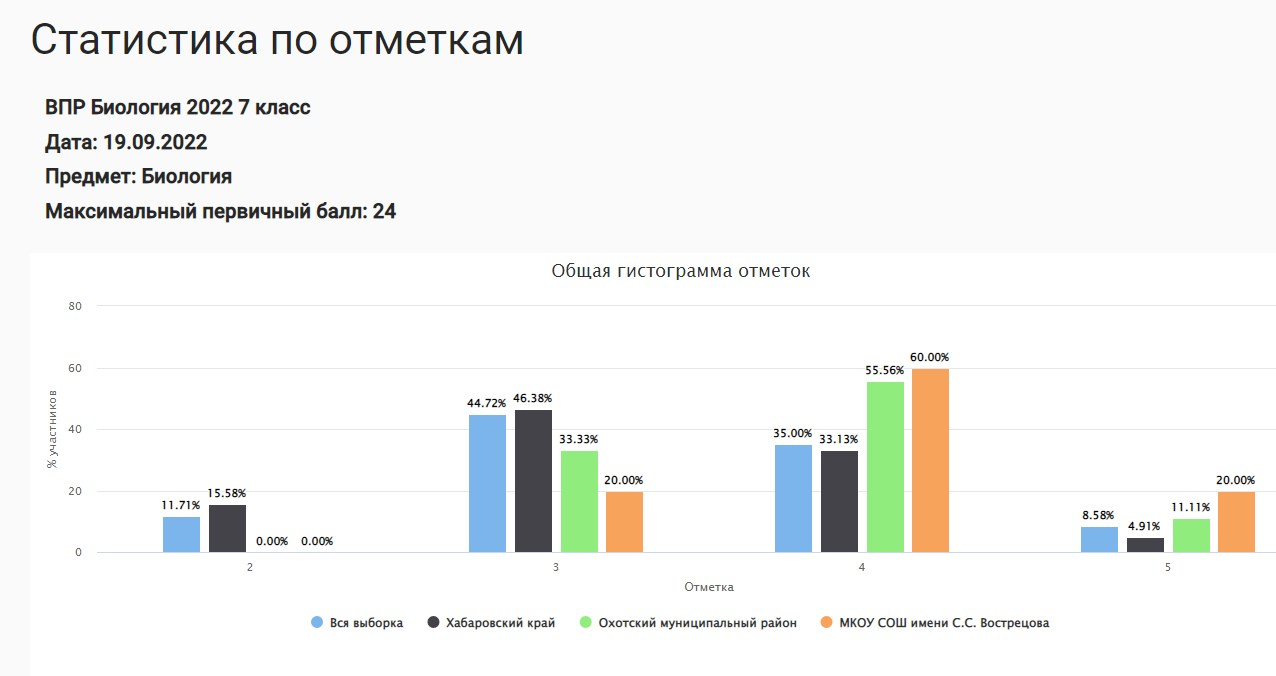 Статистика по отметкам
ВПР Биология 2022 7 класс
Дата: 19.09.2022
Предмет: Биология
Максимальный первичный балл: 24
Общая гистограмма отметок
% участников
80
60
40
20
0
11.71% 15.58% 0.00% 0.00%
44.72% 46.38% 33.33% 20.00%
35.00% 33.13% 55.56% 60.00%
8.58% 4.91% 11.11% 20.00%
2 3 4 5
Отметка
Вся выборка Хабаровский край Охотский муниципальный район МКОУ СОШ имени С.С. Вострецова